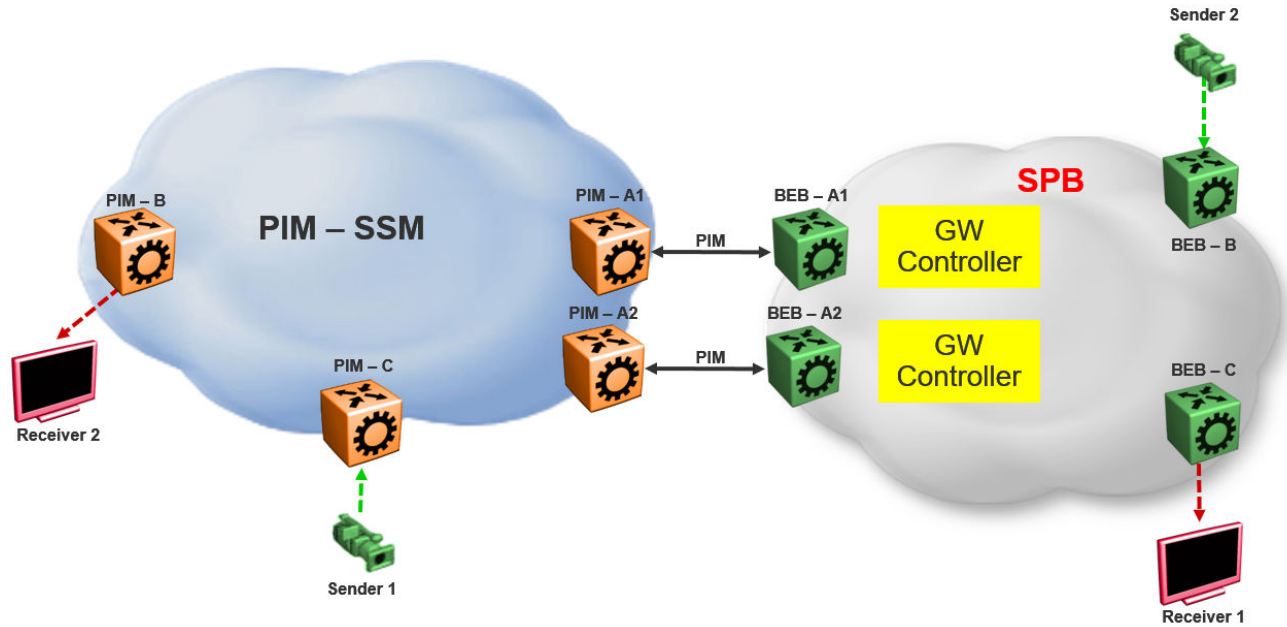 Sender 2
SPB
PIM – B
PIM – SSM
PIM – A1
PIM
BEB – A1
GW
Controller
BEB – B
PIM – A2
PIM
BEB – A2
GW
Controller
PIM – C
BEB – C
Receiver 2
Sender 1
Receiver 1